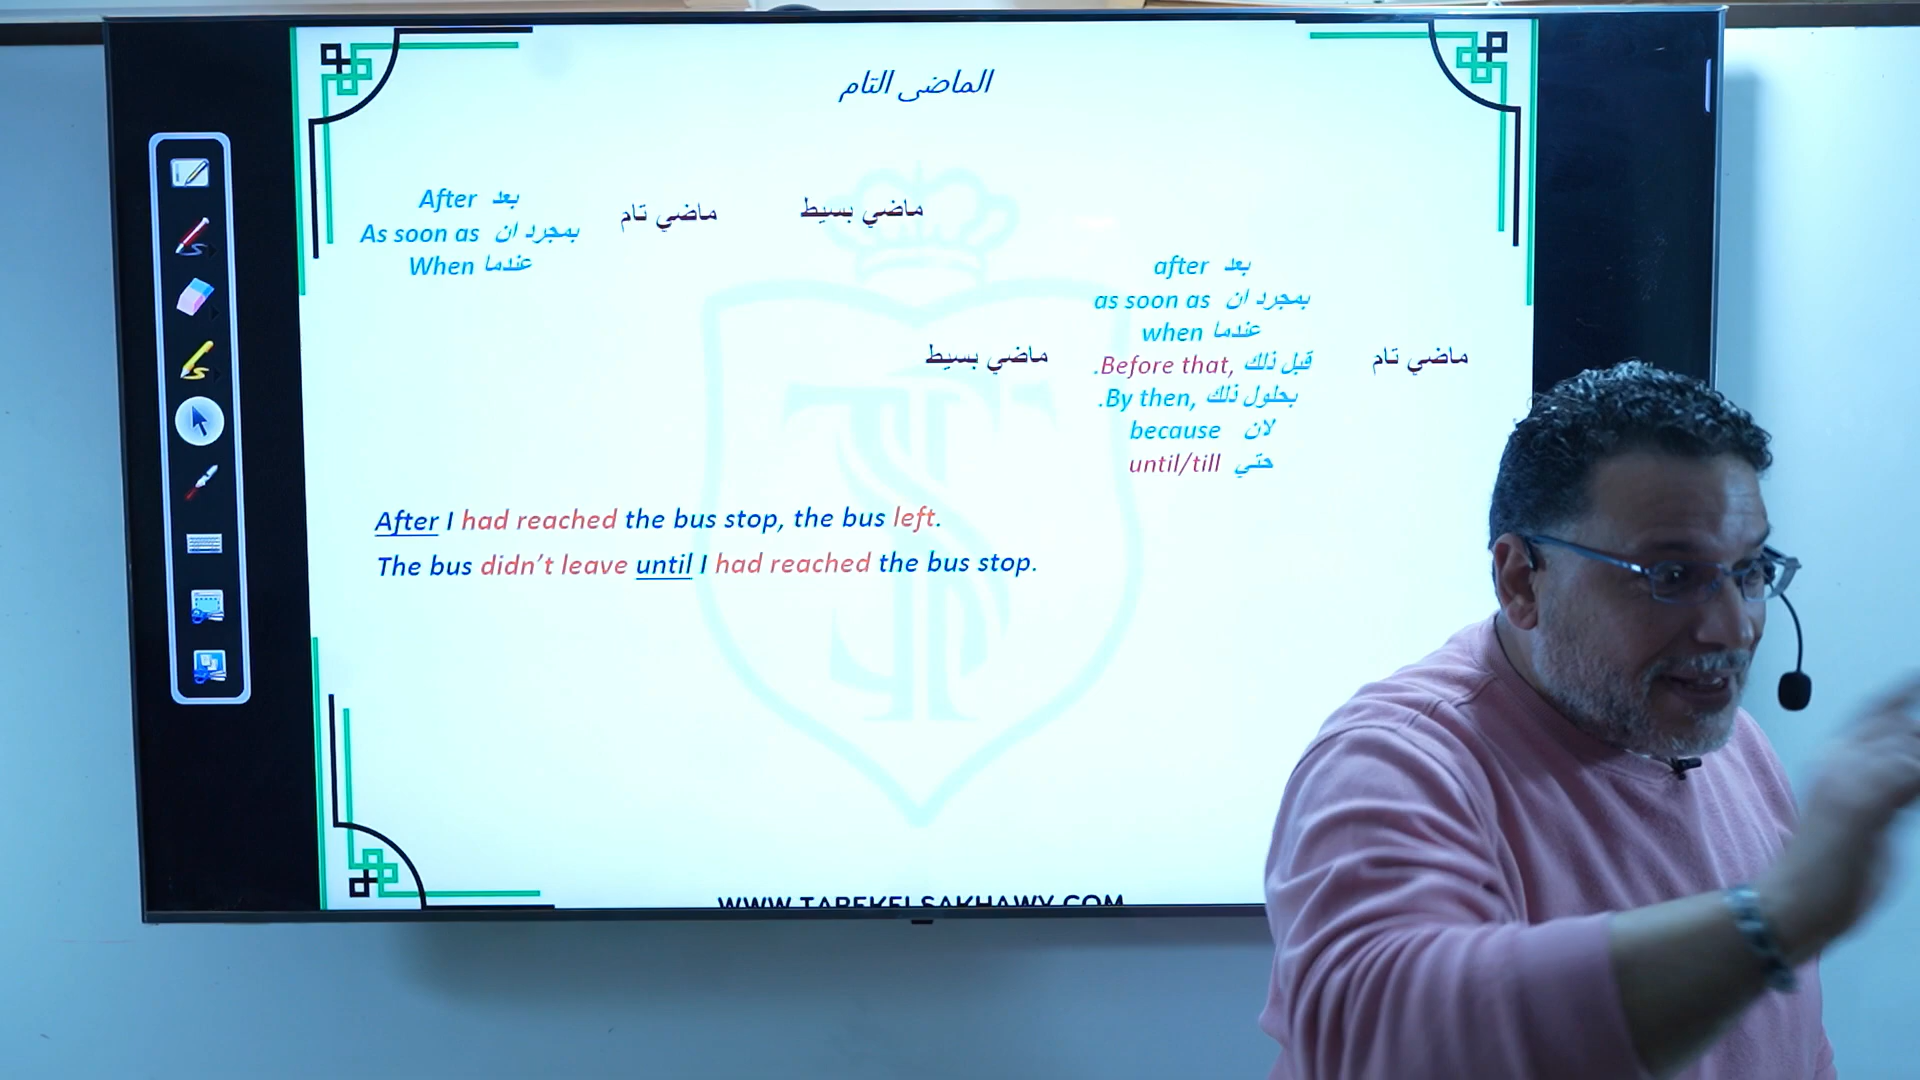 الماضى التام
After بعد
As soon as بمجرد ان
When عندما
ماضي تام
ماضي بسيط
after بعد
as soon as بمجرد ان
when عندما
.Before that, قبل ذلك
.By then, بحلول ذلك
because لان
until/till حتي
ماضي بسيط
ماضي تام
After I had reached the bus stop, the bus left.
The bus didn’t leave until I had reached the bus stop.
WWW.TAREKELSAKHAWY.COM